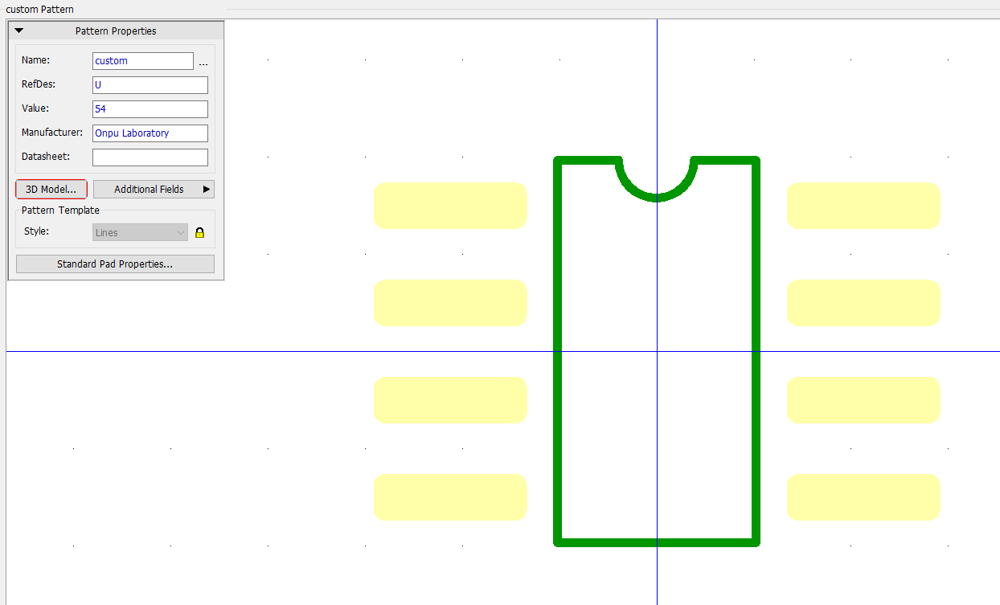 custom Pattern
Pattern Properties
Name: custom ...
RefDes: U
Value: 54
Manufacturer: Onpu Laboratory
Datasheet:
3D Model... Additional Fields
Pattern Template
Style: Lines
Standard Pad Properties...